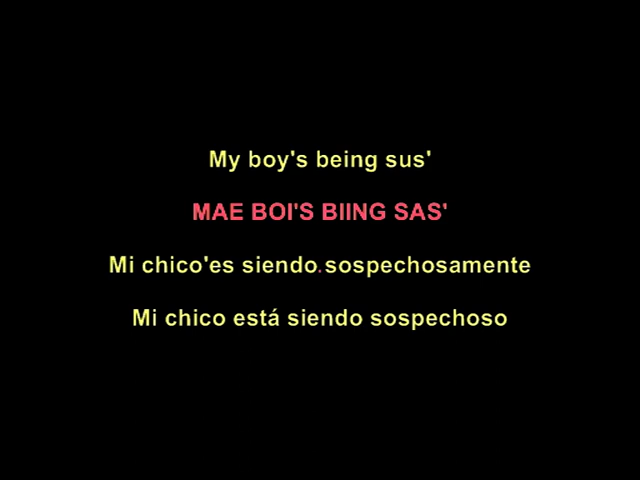 My boy's being sus'
MAE BOI'S BIING SAS'
Mi chico'es siendo sospechosamente
Mi chico está siendo sospechoso